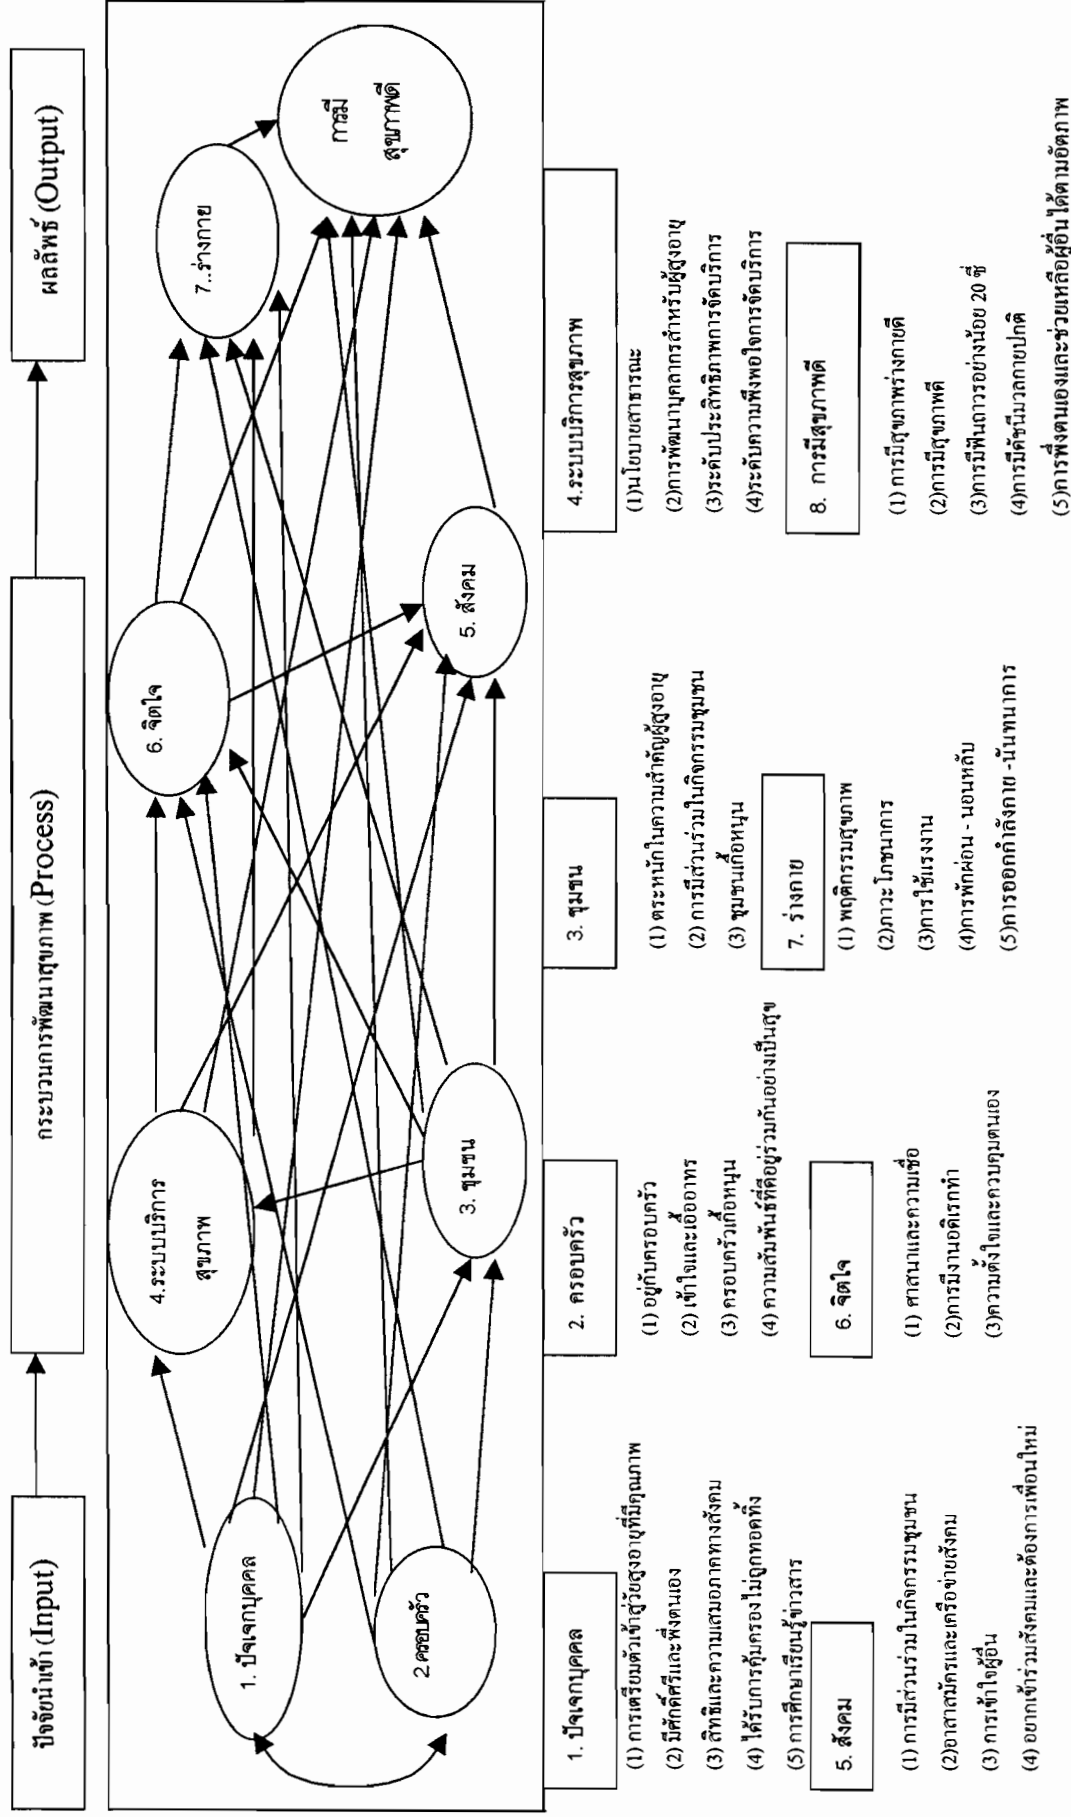 ปัจจัยนำเข้า (Input)
กระบวนการพัฒนาสุขภาพ (Process)
ผลลัพธ์ (Output)
1. ปัจเจกบุคคล
2 ครอบครัว
4.ระบบบริการ
สุขภาพ
3. ชุมชน
6. จิตใจ
5. สังคม
7..ร่างกาย
การมี
สุขภาพดี
1. ปัจเจกบุคคล
(1) การเตรียมตัวเข้าสู่วัยสูงอายุที่มีคุณภาพ
(2) มีศักดิ์ศรีและพึ่งตนเอง
(3) สิทธิและความเสมอภาคทางสังคม
(4) ได้รับการคุ้มครองไม่ถูกทอดทิ้ง
(5) การศึกษาเรียนรู้ข่าวสาร
2. ครอบครัว
(1) อยู่กับครอบครัว
(2) เข้าใจและเอื้ออาทร
(3) ครอบครัวเกื้อหนุน
(4) ความสัมพันธ์ที่ดีอยู่ร่วมกันอย่างเป็นสุข
3. ชุมชน
(1) ตระหนักในความสำคัญผู้สูงอายุ
(2) การมีส่วนร่วมในกิจกรรมชุมชน
(3) ชุมชนเกื้อหนุน
4.ระบบบริการสุขภาพ
(1)นโยบายสาธารณะ
(2)การพัฒนาบุคลากรสำหรับผู้สูงอายุ
(3)ระดับประสิทธิภาพการจัดบริการ
(4)ระดับความพึงพอใจการจัดบริการ
5. สังคม
(1) การมีส่วนร่วมในกิจกรรมชุมชน
(2)อาสาสมัครและเครือข่ายสังคม
(3) การเข้าใจผู้อื่น
(4) อยากเข้าร่วมสังคมและต้องการเพื่อนใหม่
6. จิตใจ
(1) ศาสนาและความเชื่อ
(2)การมีงานอดิเรกทำ
(3)ความตั้งใจและควบคุมตนเอง
7. ร่างกาย
(1) พฤติกรรมสุขภาพ
(2)ภาวะโภชนาการ
(3)การใช้แรงงาน
(4)การพักผ่อน - นอนหลับ
(5)การออกกำลังกาย -นันทนาการ
8. การมีสุขภาพดี
(1) การมีสุขภาพร่างกายดี
(2)การมีสุขภาพดี
(3)การมีฟันถาวรอย่างน้อย 20 ซี่
(4)การมีดัชนีมวลกายปกติ
(5)การพึ่งตนเองและช่วยเหลือผู้อื่นได้ตามอัตภาพ